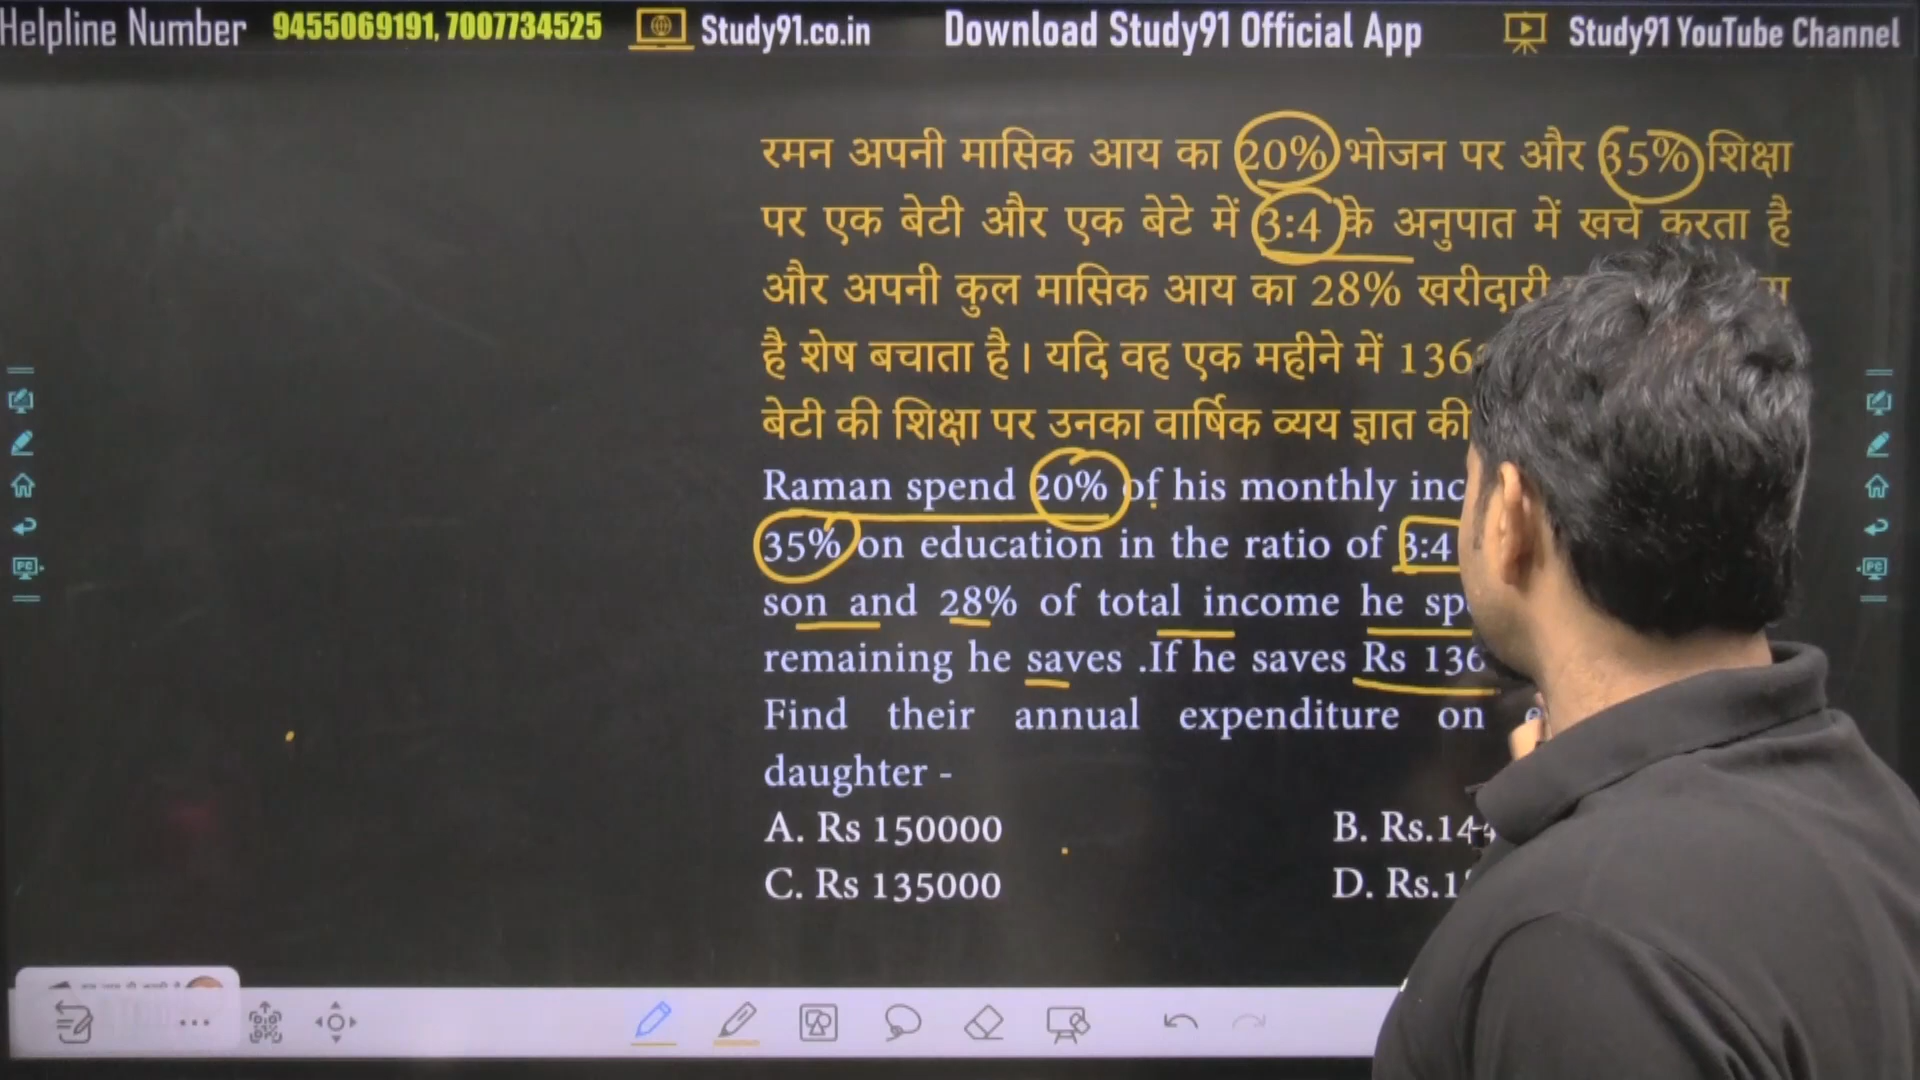 Helpline Number 9455069191, 7007734525 Study91.co.in Download Study91 Official App Study91 YouTube Channel
रमन अपनी मासिक आय का 20% भोजन पर और 35% शिक्षा
पर एक बेटी और एक बेटे में 3:4 के अनुपात में खर्च करता है
और अपनी कुल मासिक आय का 28% खरीदारी
है शेष बचाता है। यदि वह एक महीने में 136
बेटी की शिक्षा पर उनका वार्षिक व्यय ज्ञात की
Raman spend 20% of his monthly inc
35% on education in the ratio of 3:4
son and 28% of total income he sp
remaining he saves .If he saves Rs 136
Find their annual expenditure on
daughter -
A. Rs 150000 B. Rs.144
C. Rs 135000 D. Rs.1